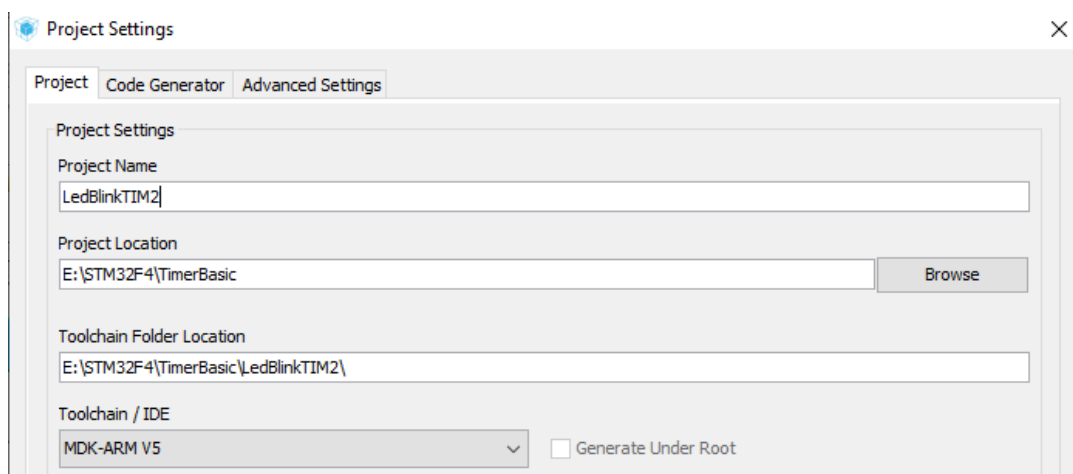 Project Settings
Project Code Generator Advanced Settings
Project Settings
Project Name
LedBlinkTIM2
Project Location
E:\STM32F4\TimerBasic Browse
Toolchain Folder Location
E:\STM32F4\TimerBasic\LedBlinkTIM2\
Toolchain / IDE
MDK-ARM V5 Generate Under Root